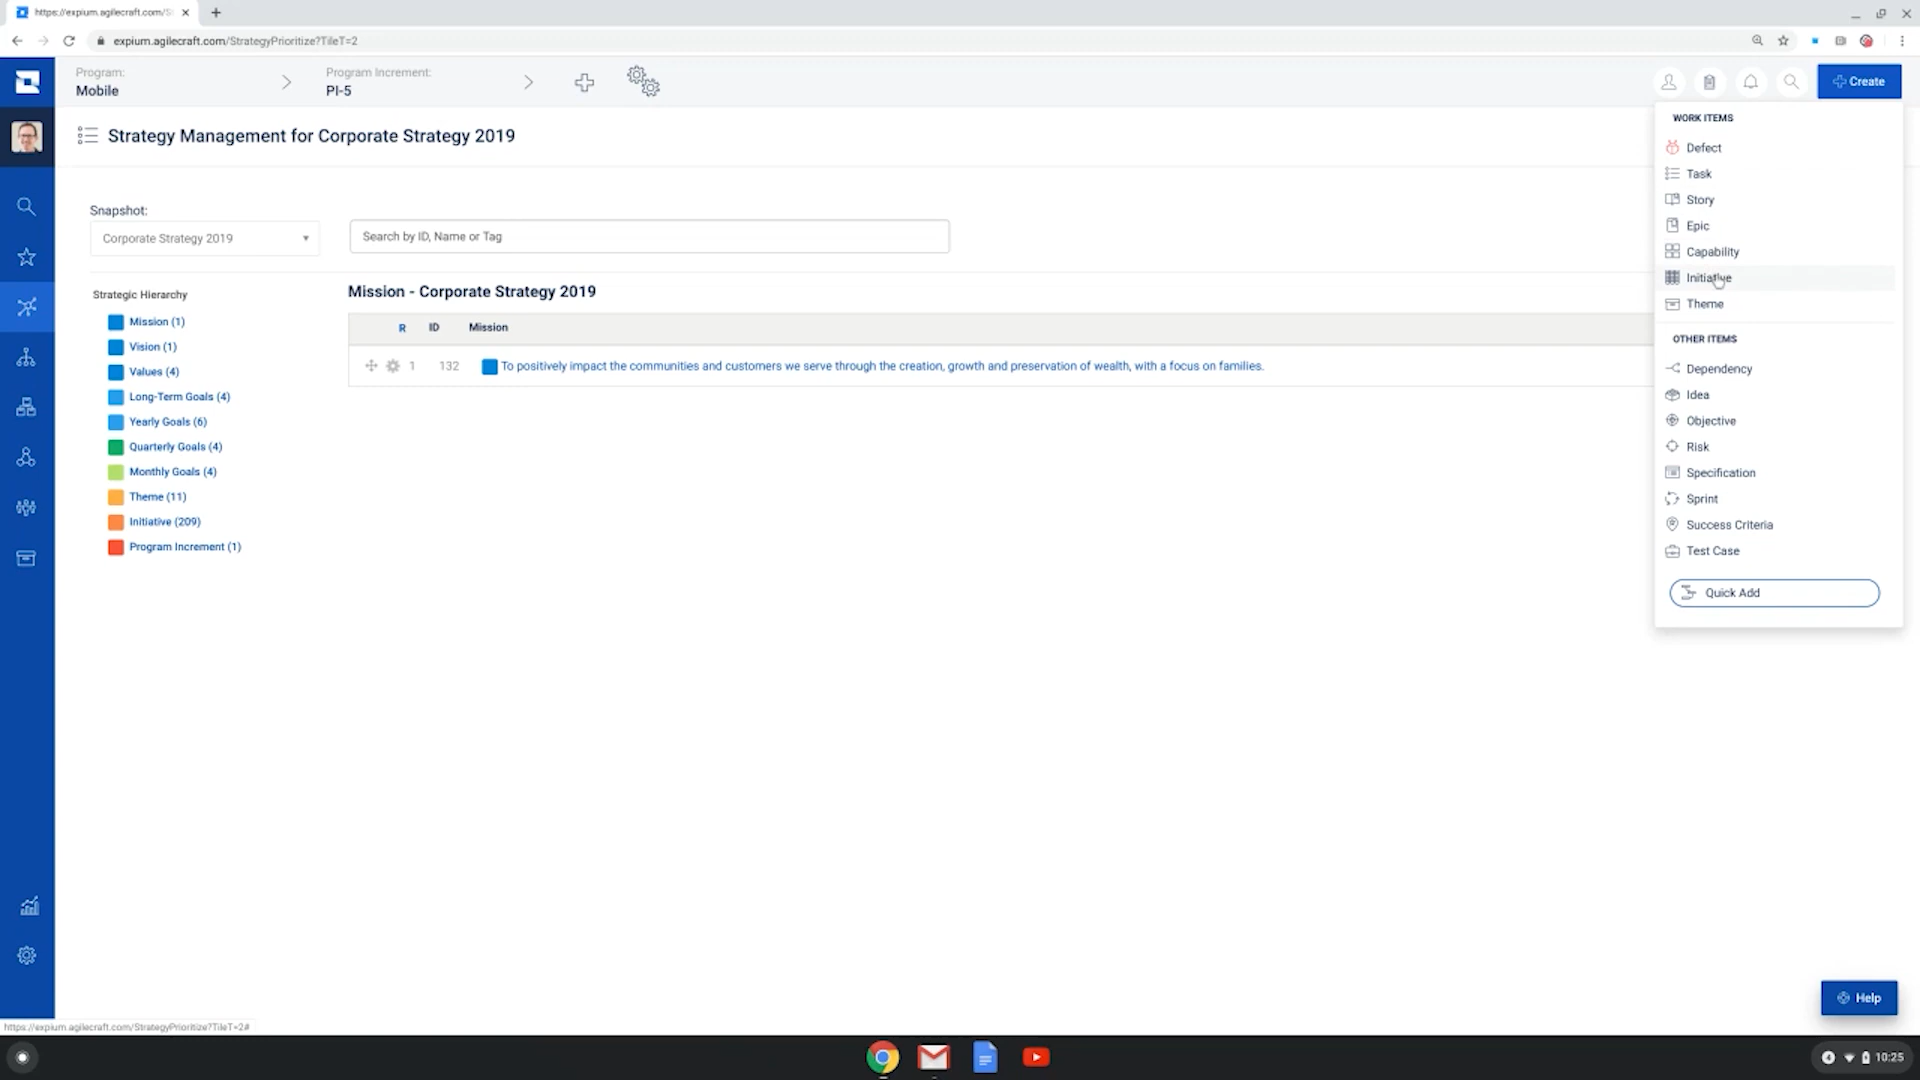 https://expium.agilecraft.com/S
expium.agilecraft.com/StrategyPrioritize?TileT=2
Program:
Mobile
Program Increment:
PI-5
Create
Strategy Management for Corporate Strategy 2019
Snapshot:
Corporate Strategy 2019
Search by ID, Name or Tag
Strategic Hierarchy
Mission (1)
Vision (1)
Values (4)
Long-Term Goals (4)
Yearly Goals (6)
Quarterly Goals (4)
Monthly Goals (4)
Theme (11)
Initiative (209)
Program Increment (1)
Mission - Corporate Strategy 2019
R ID Mission
1 132 To positively impact the communities and customers we serve through the creation, growth and preservation of wealth, with a focus on families.
WORK ITEMS
Defect
Task
Story
Epic
Capability
Initiative
Theme
OTHER ITEMS
Dependency
Idea
Objective
Risk
Specification
Sprint
Success Criteria
Test Case
Quick Add
Help
https://expium.agilecraft.com/StrategyPrioritize?TileT=2#
10:25